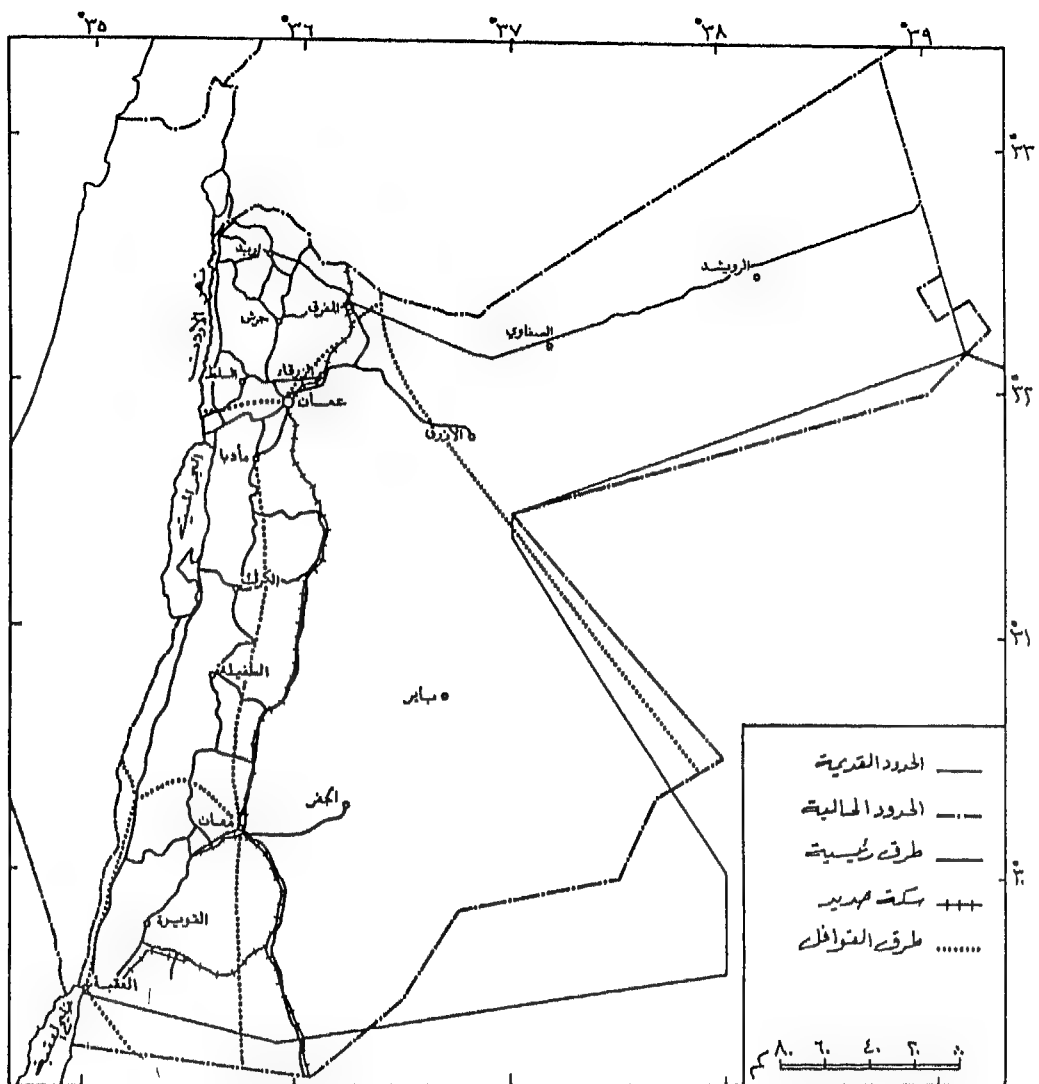 °٣٥ °٣٦ °٣٧ °٣٨ °٣٩
°٣٣
الرويشد
اربد
نهر الأردن
المفرق
جرش
الصفاوي
الزرقاء
السلط
°٣٢
عمان
الأزرق
مأدبا
البحر الميت
الكرك
°٣١
الطفيلة
باير
الحدود القديمة
الجفر
الحدود الحالية
معان
طرق رئيسية
°٣٠
سكة حديد
القويرة
طرق القوافل
العقبة
خليج العقبة
٨٠ ٦٠ ٤٠ ٢٠ ٠ كم